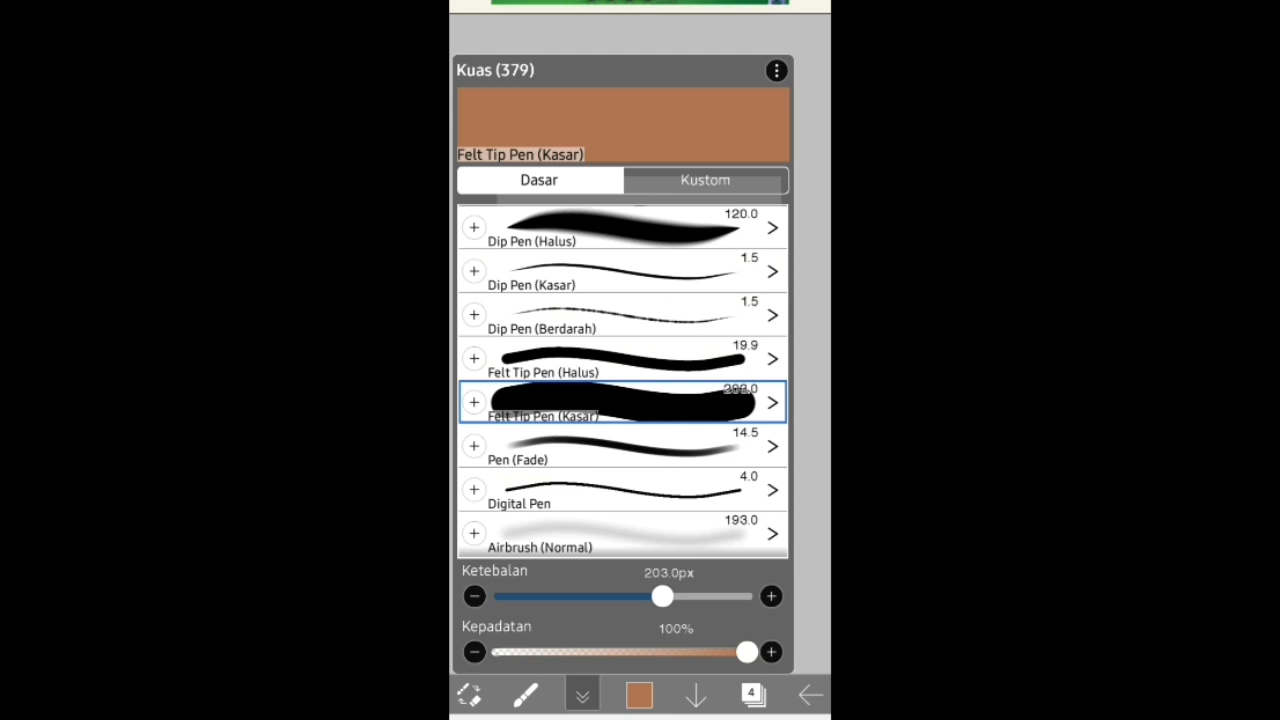 Kuas (379)
Felt Tip Pen (Kasar)
Dasar
Kustom
120.0
Dip Pen (Halus)
1.5
Dip Pen (Kasar)
1.5
Dip Pen (Berdarah)
19.9
Felt Tip Pen (Halus)
203.0
Felt Tip Pen (Kasar)
14.5
Pen (Fade)
4.0
Digital Pen
193.0
Airbrush (Normal)
Ketebalan
203.0px
Kepadatan
100%
4